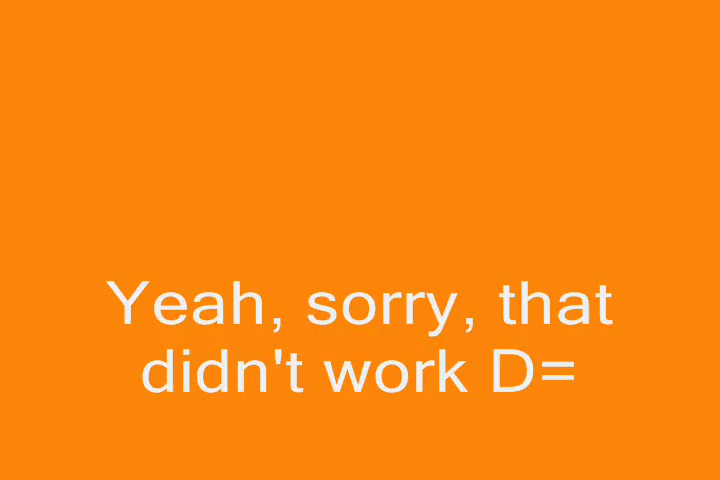 Yeah, sorry, that
didn't work D=